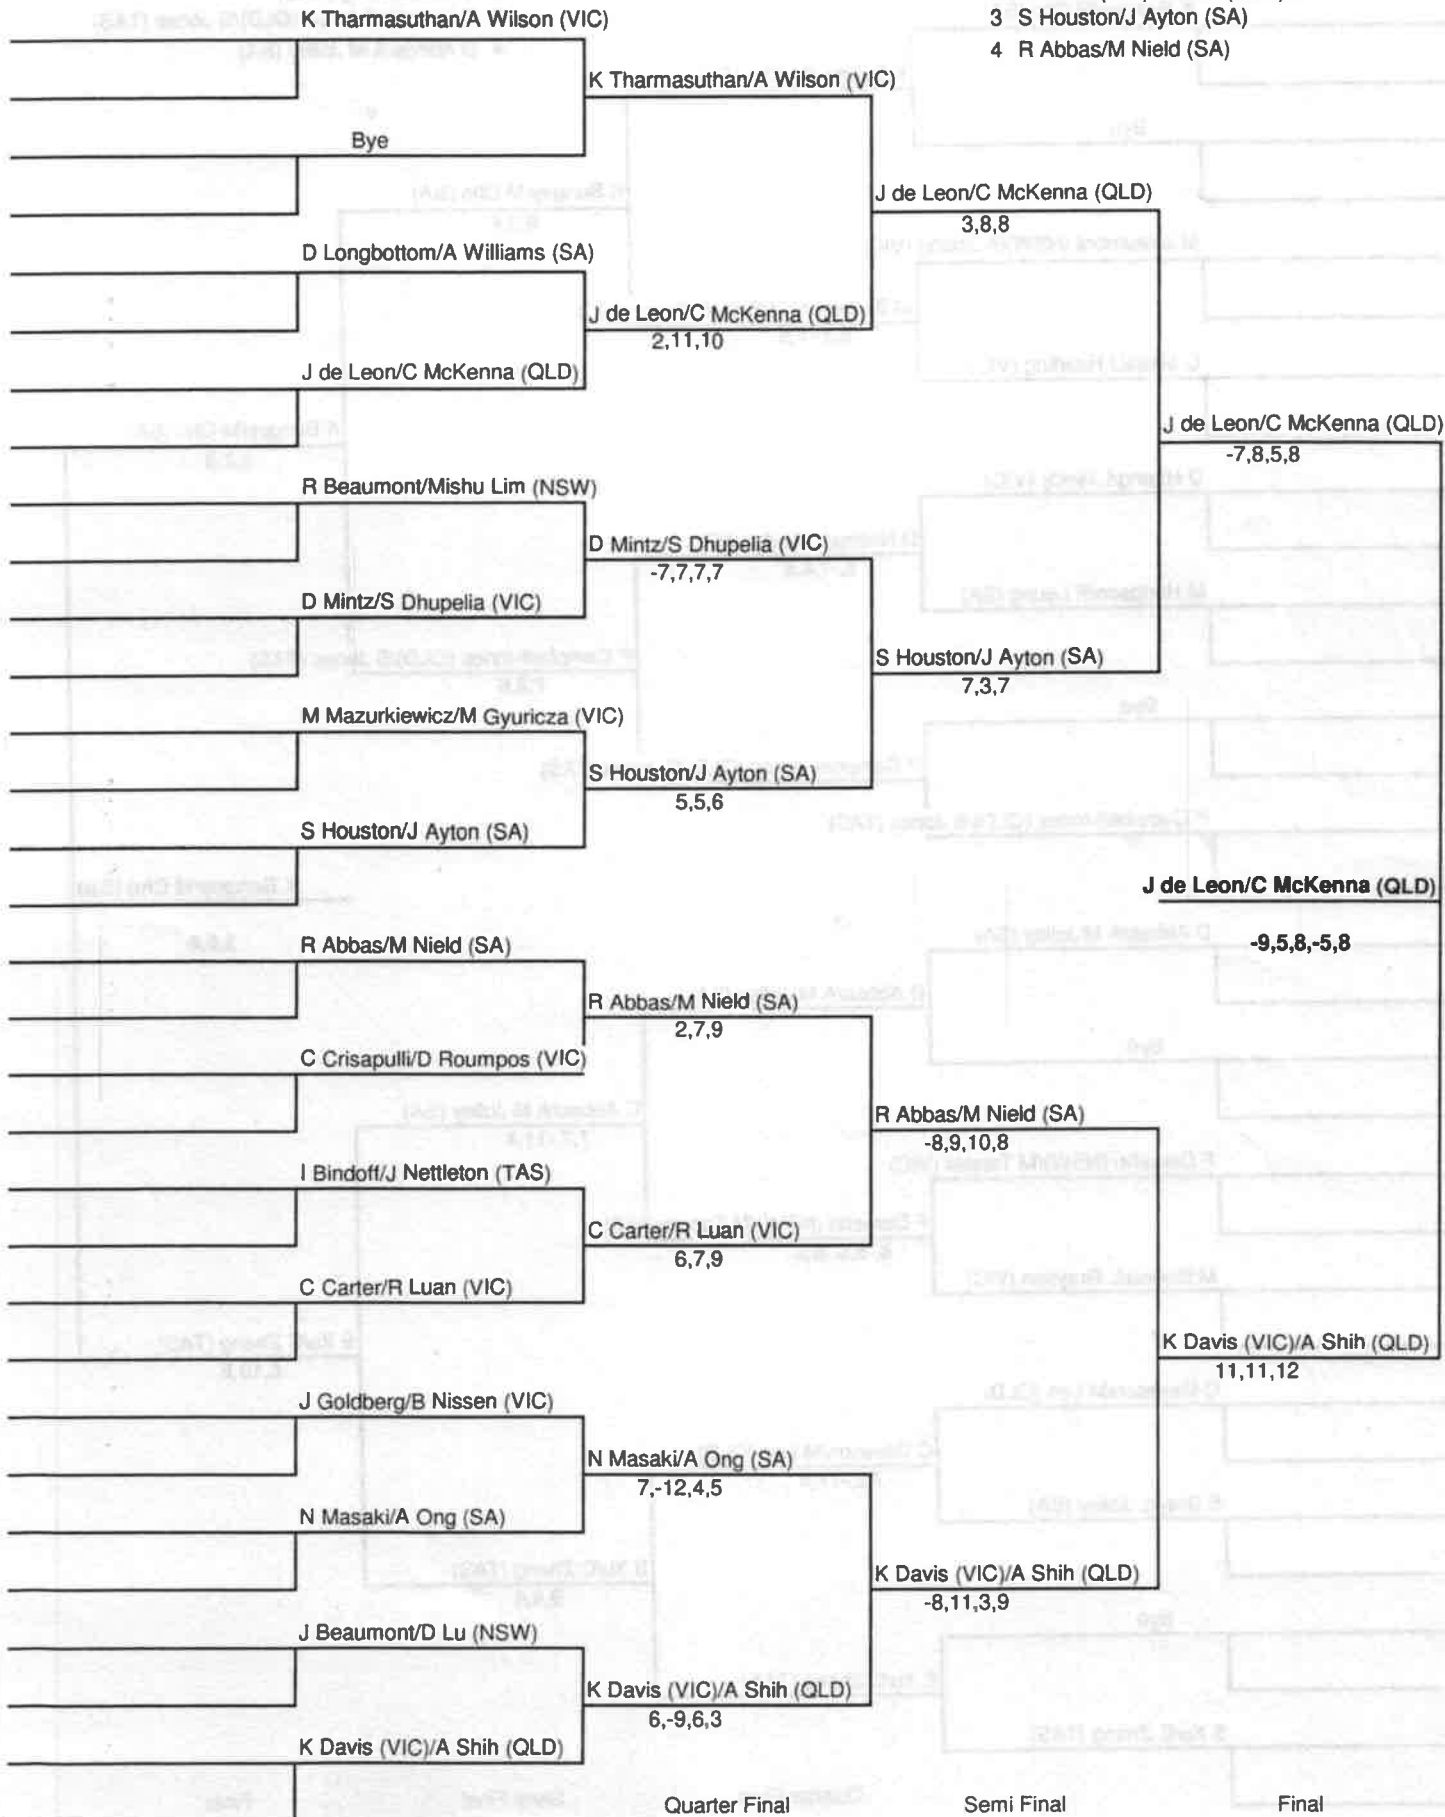 K Tharmasuthan/A Wilson (VIC)
3 S Houston/J Ayton (SA)
4 R Abbas/M Nield (SA)
K Tharmasuthan/A Wilson (VIC)
Bye
J de Leon/C McKenna (QLD)
3,8,8
D Longbottom/A Williams (SA)
J de Leon/C McKenna (QLD)
2,11,10
J de Leon/C McKenna (QLD)
J de Leon/C McKenna (QLD)
-7,8,5,8
R Beaumont/Mishu Lim (NSW)
D Mintz/S Dhupelia (VIC)
-7,7,7,7
D Mintz/S Dhupelia (VIC)
S Houston/J Ayton (SA)
7,3,7
M Mazurkiewicz/M Gyuricza (VIC)
S Houston/J Ayton (SA)
5,5,6
S Houston/J Ayton (SA)
J de Leon/C McKenna (QLD)
-9,5,8,-5,8
R Abbas/M Nield (SA)
R Abbas/M Nield (SA)
2,7,9
C Crisapulli/D Roumpos (VIC)
R Abbas/M Nield (SA)
-8,9,10,8
I Bindoff/J Nettleton (TAS)
C Carter/R Luan (VIC)
6,7,9
C Carter/R Luan (VIC)
K Davis (VIC)/A Shih (QLD)
11,11,12
J Goldberg/B Nissen (VIC)
N Masaki/A Ong (SA)
7,-12,4,5
N Masaki/A Ong (SA)
K Davis (VIC)/A Shih (QLD)
-8,11,3,9
J Beaumont/D Lu (NSW)
K Davis (VIC)/A Shih (QLD)
6,-9,6,3
K Davis (VIC)/A Shih (QLD)
Quarter Final
Semi Final
Final